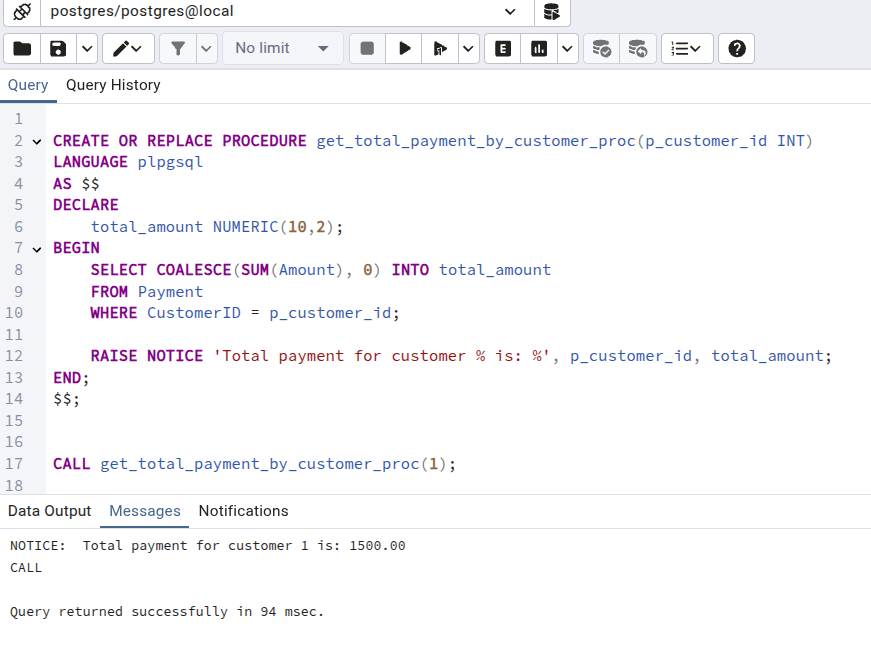 postgres/postgres@local
No limit
E
Query Query History
1
2 CREATE OR REPLACE PROCEDURE get_total_payment_by_customer_proc(p_customer_id INT)
3 LANGUAGE plpgsql
4 AS $$
5 DECLARE
6     total_amount NUMERIC(10,2);
7 BEGIN
8     SELECT COALESCE(SUM(Amount), 0) INTO total_amount
9     FROM Payment
10     WHERE CustomerID = p_customer_id;
11
12     RAISE NOTICE 'Total payment for customer % is: %', p_customer_id, total_amount;
13 END;
14 $$;
15
16
17 CALL get_total_payment_by_customer_proc(1);
18
Data Output Messages Notifications
NOTICE:  Total payment for customer 1 is: 1500.00
CALL
Query returned successfully in 94 msec.